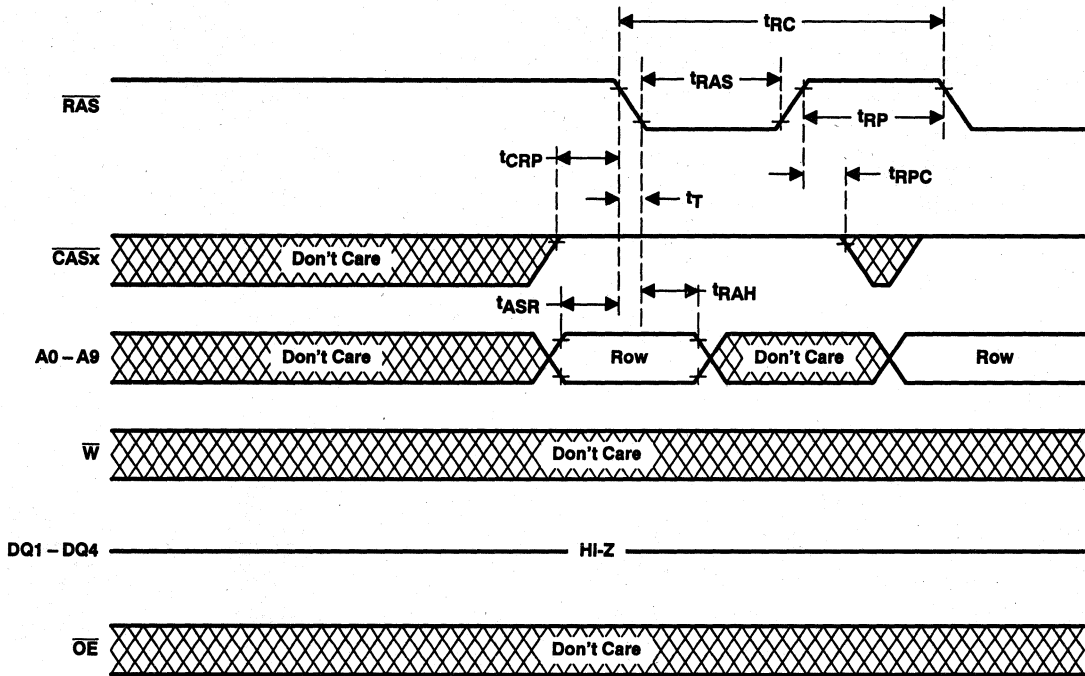 tRC
tRAS
RAS
tRP
tCRP
tRPC
tT
CASx
Don't Care
tASR
tRAH
A0 – A9
Don't Care
Row
Don't Care
Row
W
Don't Care
DQ1 – DQ4
HI-Z
OE
Don't Care